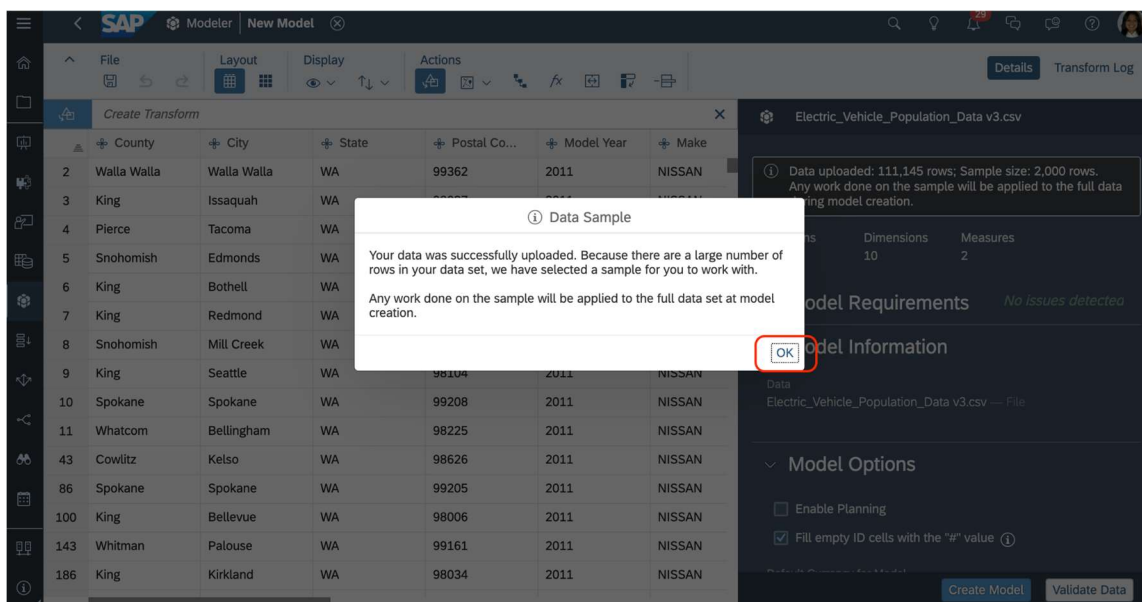 SAP Modeler New Model
29
File Layout Display Actions
fx
Details Transform Log
Create Transform
Electric_Vehicle_Population_Data v3.csv
County City State Postal Co... Model Year Make
2 Walla Walla Walla Walla WA 99362 2011 NISSAN
3 King Issaquah WA
4 Pierce Tacoma WA
5 Snohomish Edmonds WA
6 King Bothell WA
7 King Redmond WA
8 Snohomish Mill Creek WA
9 King Seattle WA 98104 2011 NISSAN
10 Spokane Spokane WA 99208 2011 NISSAN
11 Whatcom Bellingham WA 98225 2011 NISSAN
43 Cowlitz Kelso WA 98626 2011 NISSAN
86 Spokane Spokane WA 99205 2011 NISSAN
100 King Bellevue WA 98006 2011 NISSAN
143 Whitman Palouse WA 99161 2011 NISSAN
186 King Kirkland WA 98034 2011 NISSAN
Data Sample
Your data was successfully uploaded. Because there are a large number of
rows in your data set, we have selected a sample for you to work with.
Any work done on the sample will be applied to the full data set at model
creation.
OK
Data uploaded: 111,145 rows; Sample size: 2,000 rows.
Any work done on the sample will be applied to the full data
model creation.
Dimensions Measures
10 2
Requirements No issues detected
Information
Data
Electric_Vehicle_Population_Data v3.csv — File
Model Options
Enable Planning
Fill empty ID cells with the "#" value
Create Model Validate Data